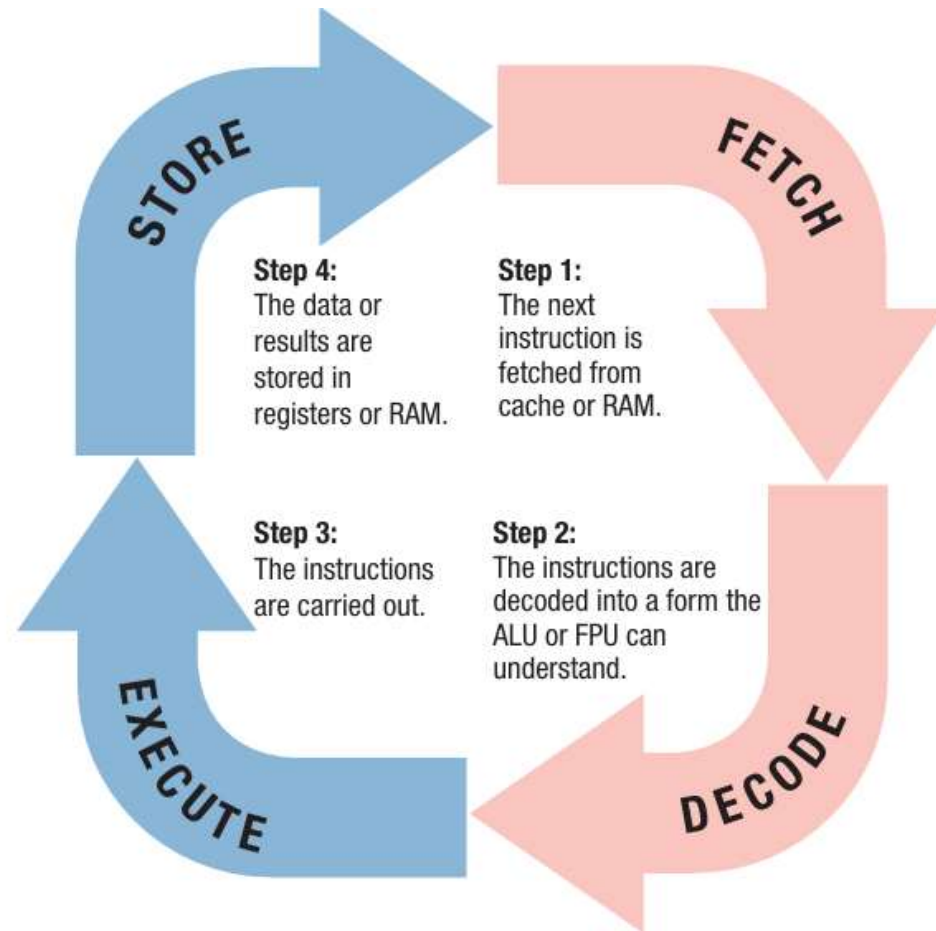 STORE
FETCH
Step 4:
The data or
results are
stored in
registers or RAM.
Step 1:
The next
instruction is
fetched from
cache or RAM.
Step 3:
The instructions
are carried out.
Step 2:
The instructions are
decoded into a form the
ALU or FPU can
understand.
EXECUTE
DECODE